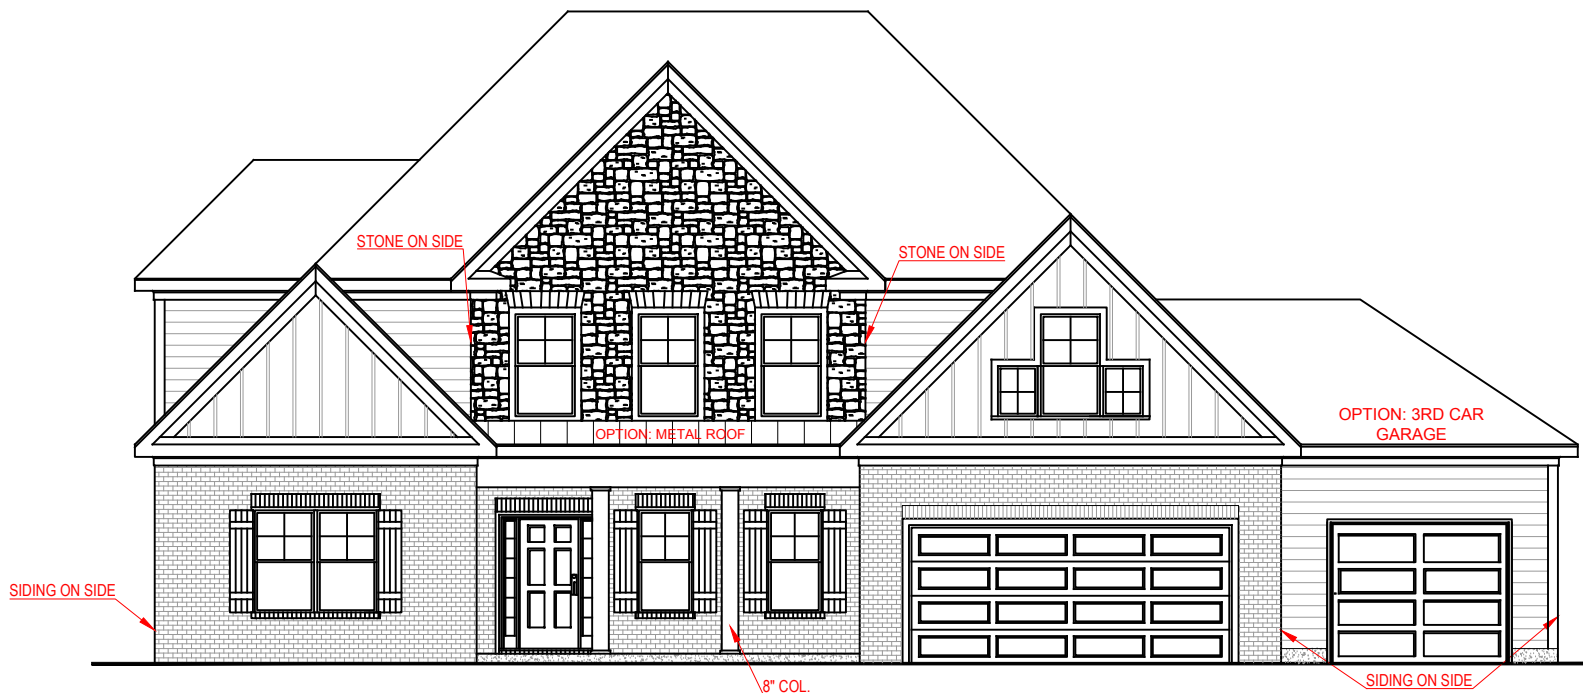 STONE ON SIDE
STONE ON SIDE
OPTION: METAL ROOF
OPTION: 3RD CAR
GARAGE
SIDING ON SIDE
8" COL.
SIDING ON SIDE